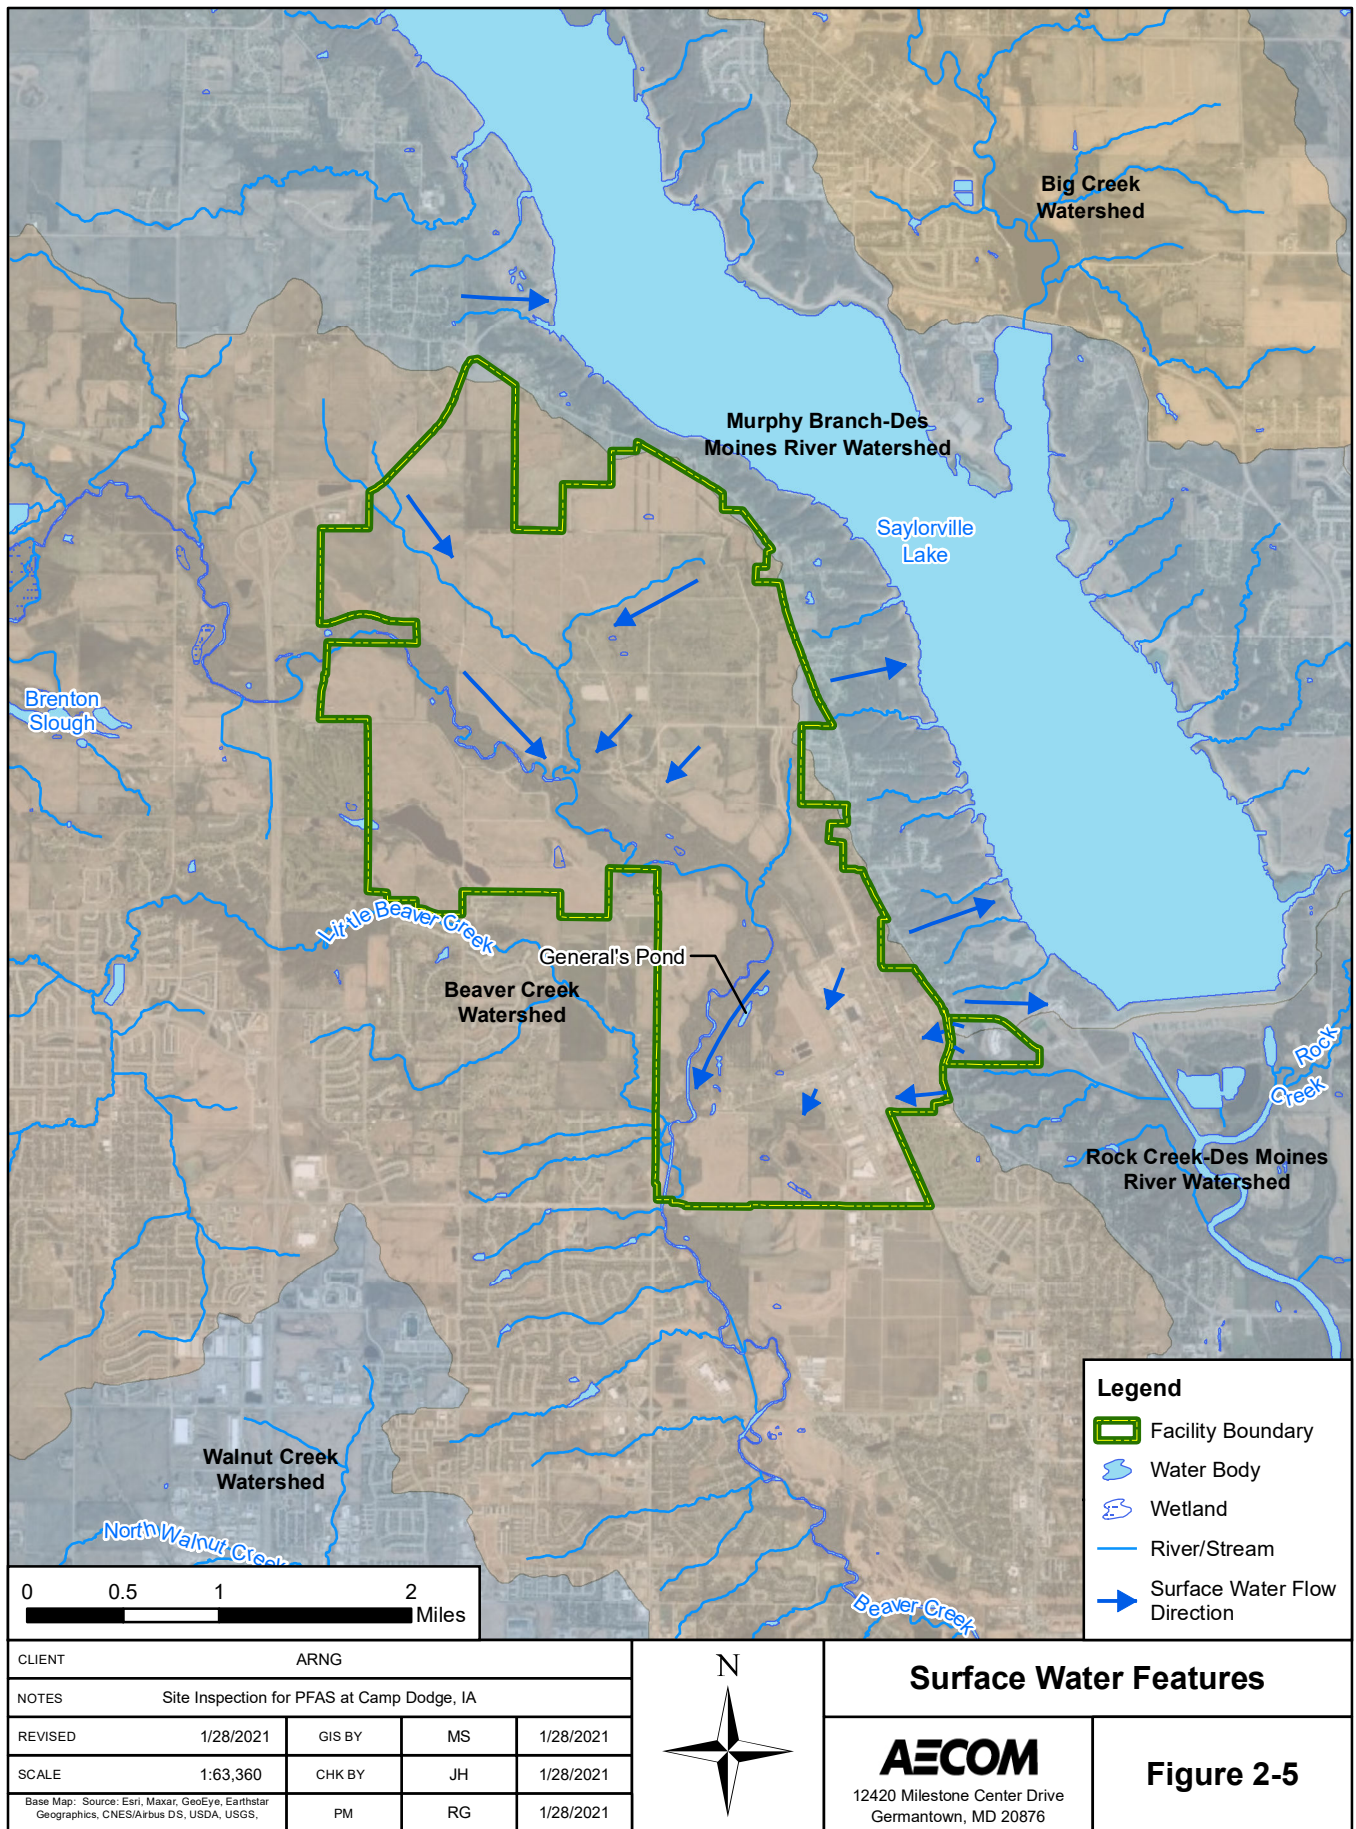 Big Creek
Watershed
Murphy Branch-Des
Moines River Watershed
Saylorville
Lake
Brenton
Slough
Little Beaver Creek
General's Pond
Beaver Creek
Watershed
Rock
Creek
Rock Creek-Des Moines
River Watershed
Walnut Creek
Watershed
North Walnut Creek
Beaver Creek
Legend
Facility Boundary
Water Body
Wetland
River/Stream
Surface Water Flow
Direction
0 0.5 1 2
Miles
CLIENT ARNG
NOTES Site Inspection for PFAS at Camp Dodge, IA
REVISED 1/28/2021 GIS BY MS 1/28/2021
SCALE 1:63,360 CHK BY JH 1/28/2021
Base Map: Source: Esri, Maxar, GeoEye, Earthstar
Geographics, CNES/Airbus DS, USDA, USGS,
PM RG 1/28/2021
N
Surface Water Features
AECOM
12420 Milestone Center Drive
Germantown, MD 20876
Figure 2-5